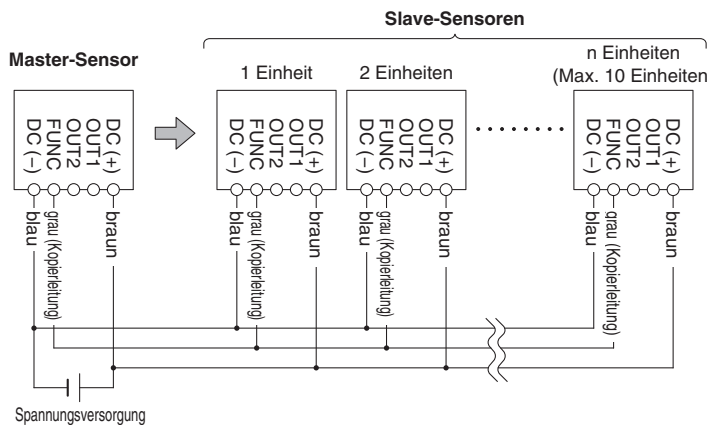 Slave-Sensoren
Master-Sensor
1 Einheit
2 Einheiten
n Einheiten
(Max. 10 Einheiten
DC (−)
FUNC
OUT2
OUT1
DC (+)
DC (−)
FUNC
OUT2
OUT1
DC (+)
DC (−)
FUNC
OUT2
OUT1
DC (+)
DC (−)
FUNC
OUT2
OUT1
DC (+)
blau
grau (Kopierleitung)
braun
blau
grau (Kopierleitung)
braun
blau
grau (Kopierleitung)
braun
blau
grau (Kopierleitung)
braun
Spannungsversorgung